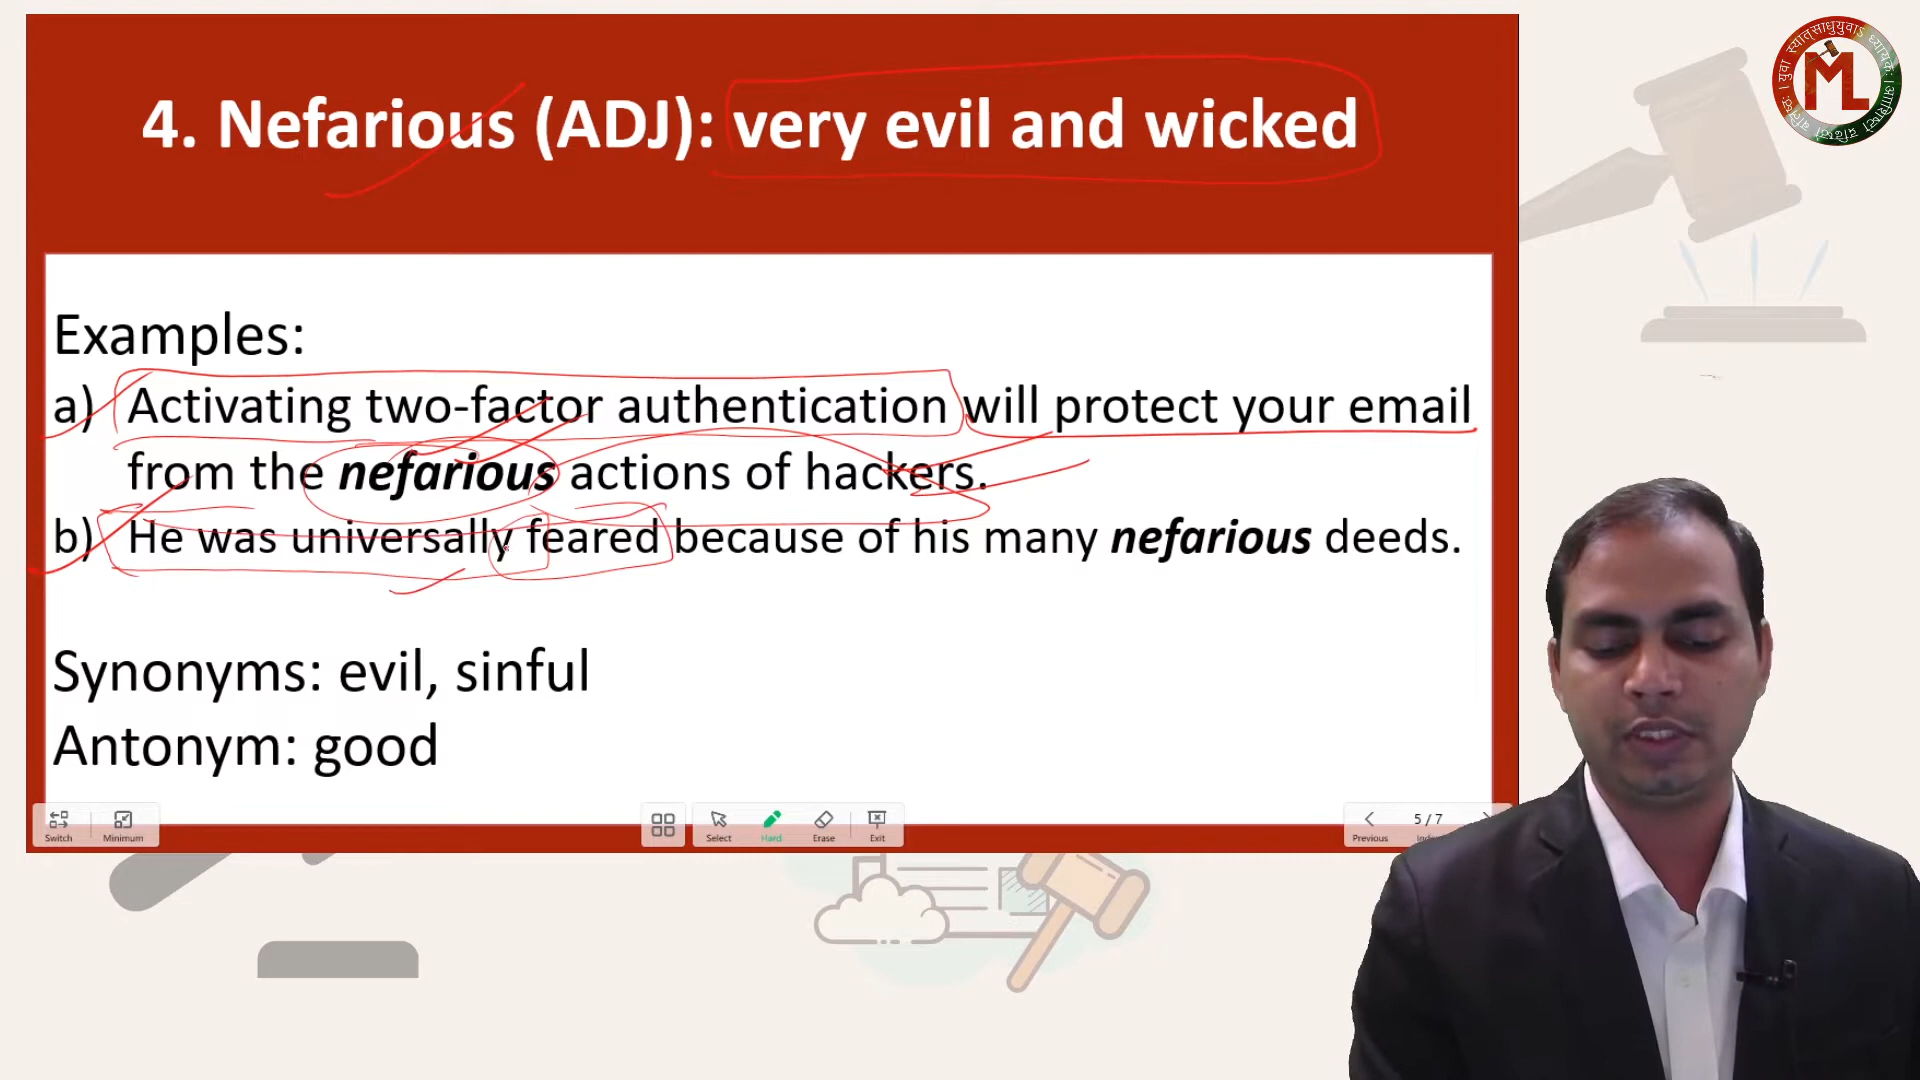 4. Nefarious (ADJ): very evil and wicked
Examples:
a) Activating two-factor authentication will protect your email
from the nefarious actions of hackers.
b) He was universally feared because of his many nefarious deeds.
Synonyms: evil, sinful
Antonym: good
Switch
Minimum
Select
Hard
Erase
Exit
Previous
5 / 7
ML